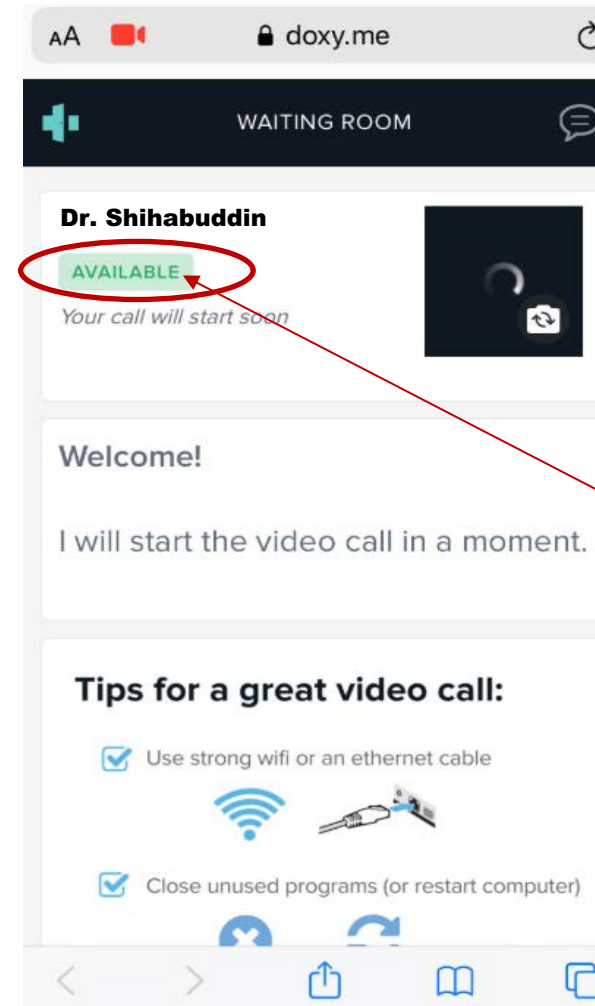 AA doxy.me
WAITING ROOM
Dr. Shihabuddin
AVAILABLE
Your call will start soon
Welcome!
I will start the video call in a moment.
Tips for a great video call:
Use strong wifi or an ethernet cable
Close unused programs (or restart computer)